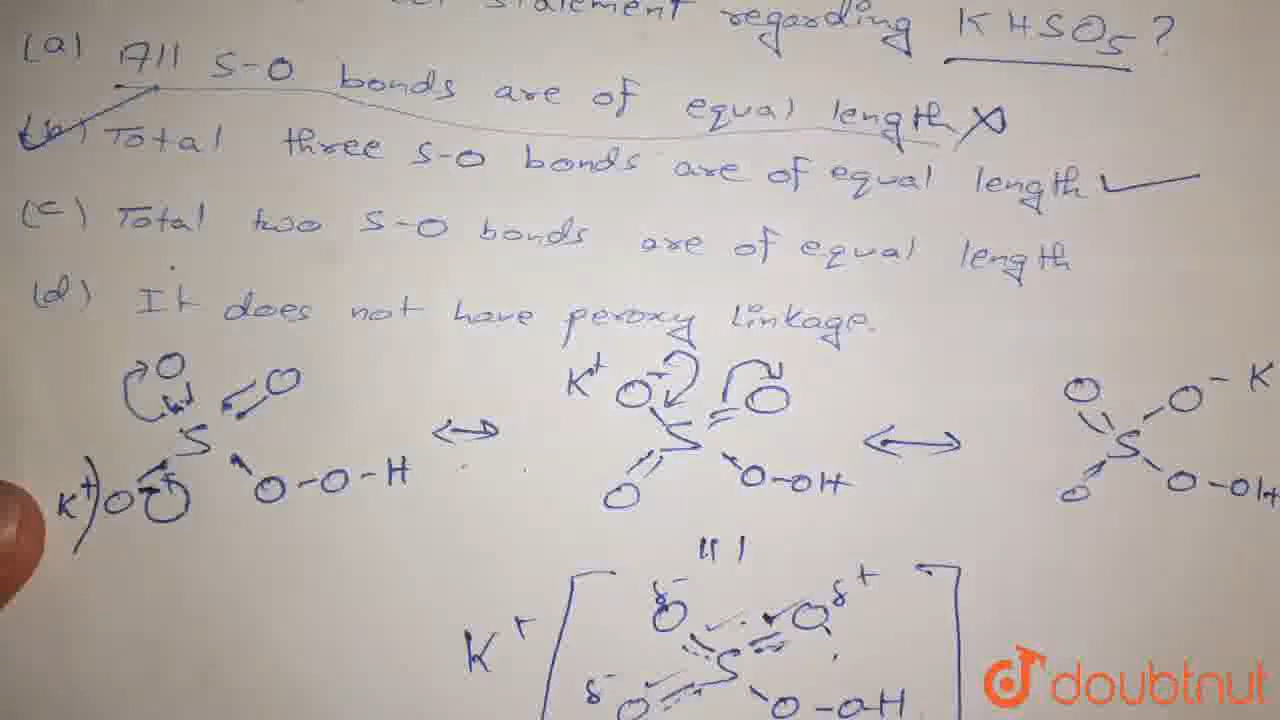 statement regarding KHSO5?
(a) All S-O bonds are of equal length
(b) Total three S-O bonds are of equal length
(c) Total two S-O bonds are of equal length
(d) It does not have peroxy linkage.
O O K+ O- O O O- K
S ↔ S ↔ S
K+ O- O-O-H O O-OH O O-OH
K+ [ δ- O O δ+ ]
S
δ- O O-O-H
doubtnut